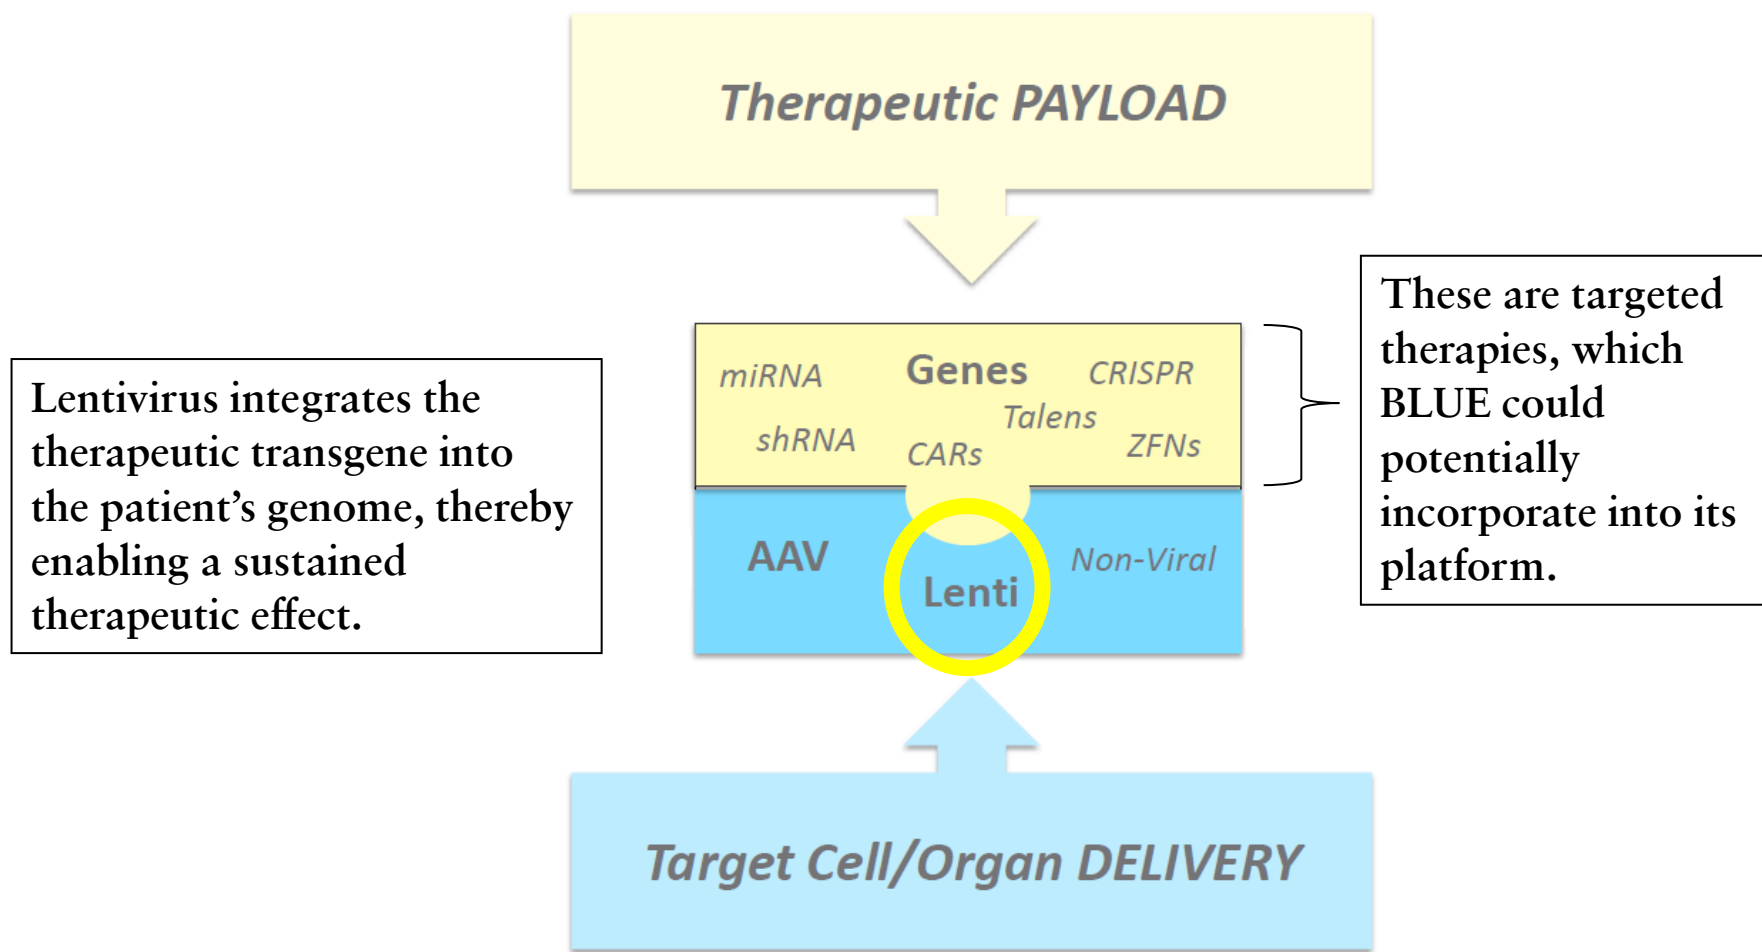 Therapeutic PAYLOAD
Lentivirus integrates the
therapeutic transgene into
the patient’s genome, thereby
enabling a sustained
therapeutic effect.
miRNA Genes CRISPR
Talens
shRNA CARs ZFNs
AAV Lenti Non-Viral
These are targeted
therapies, which
BLUE could
potentially
incorporate into its
platform.
Target Cell/Organ DELIVERY